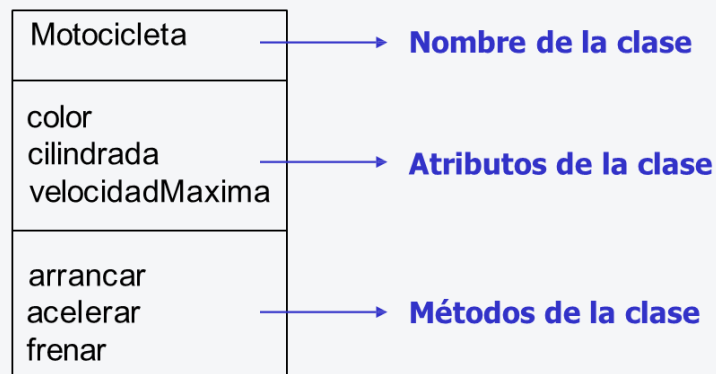 Motocicleta
Nombre de la clase
color
cilindrada
velocidadMaxima
Atributos de la clase
arrancar
acelerar
frenar
Métodos de la clase